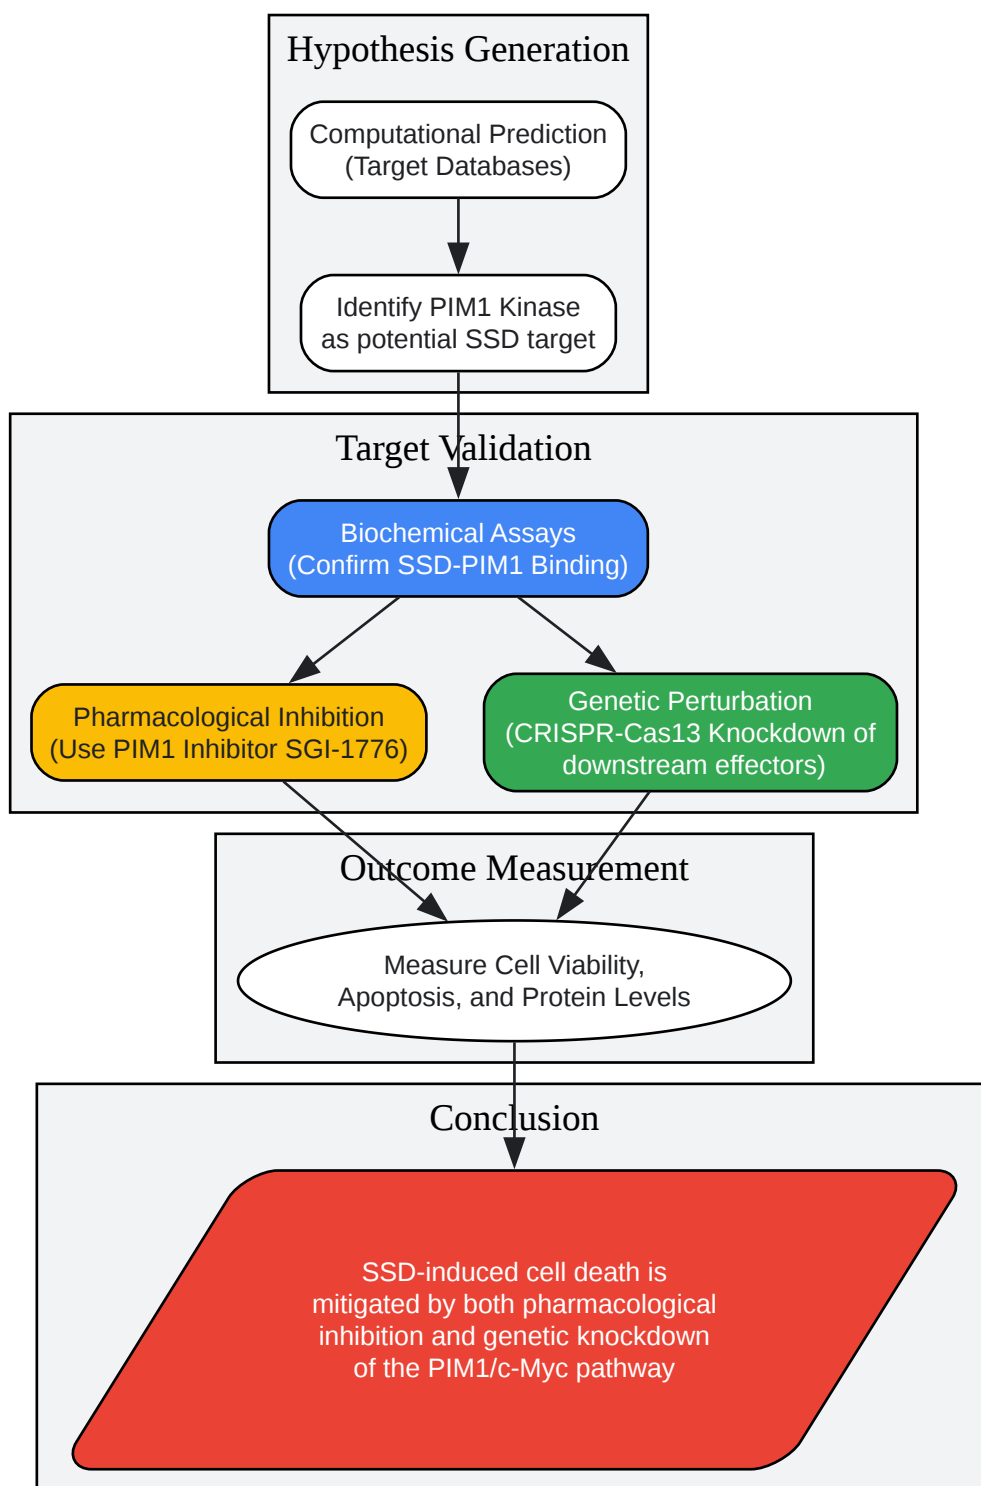 Hypothesis Generation
Computational Prediction
(Target Databases)
Identify PIM1 Kinase
as potential SSD target
Target Validation
Biochemical Assays
(Confirm SSD-PIM1 Binding)
Pharmacological Inhibition
(Use PIM1 Inhibitor SGI-1776)
Genetic Perturbation
(CRISPR-Cas13 Knockdown of
downstream effectors)
Outcome Measurement
Measure Cell Viability,
Apoptosis, and Protein Levels
Conclusion
SSD-induced cell death is
mitigated by both pharmacological
inhibition and genetic knockdown
of the PIM1/c-Myc pathway